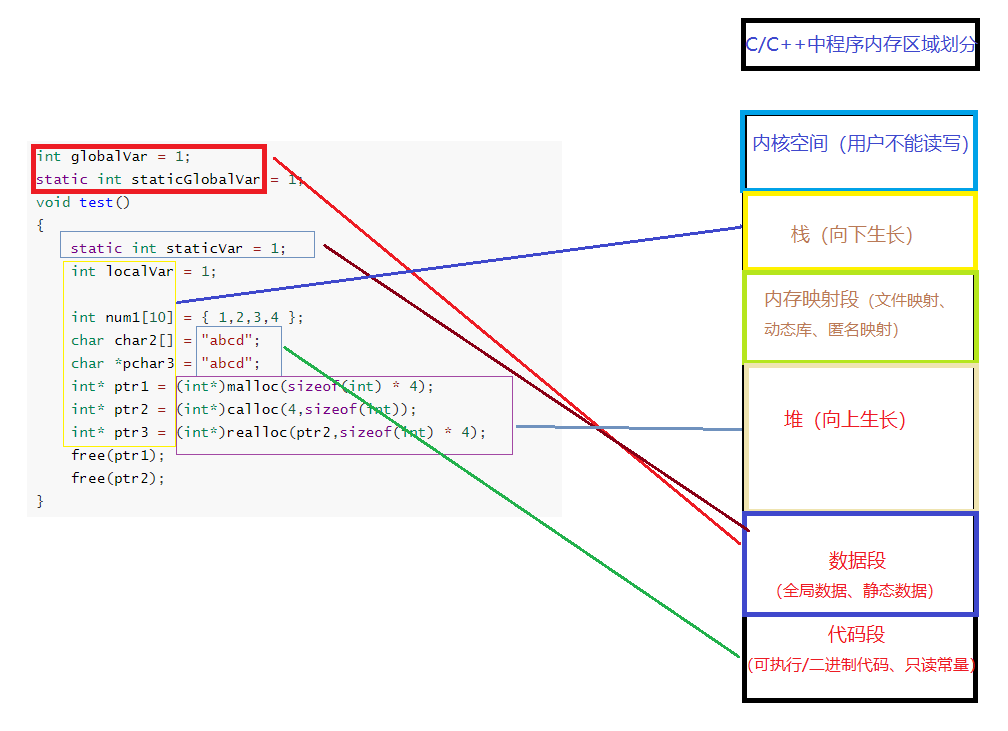 C/C++中程序内存区域划分
int globalVar = 1;
static int staticGlobalVar = 1;
void test()
{
static int staticVar = 1;
int localVar = 1;
int num1[10] = { 1,2,3,4 };
char char2[] = "abcd";
char *pchar3 = "abcd";
int* ptr1 = (int*)malloc(sizeof(int) * 4);
int* ptr2 = (int*)calloc(4,sizeof(int));
int* ptr3 = (int*)realloc(ptr2,sizeof(int) * 4);
free(ptr1);
free(ptr2);
}
内核空间（用户不能读写）
栈（向下生长）
内存映射段（文件映射、
动态库、匿名映射）
堆（向上生长）
数据段
（全局数据、静态数据）
代码段
（可执行/二进制代码、只读常量）